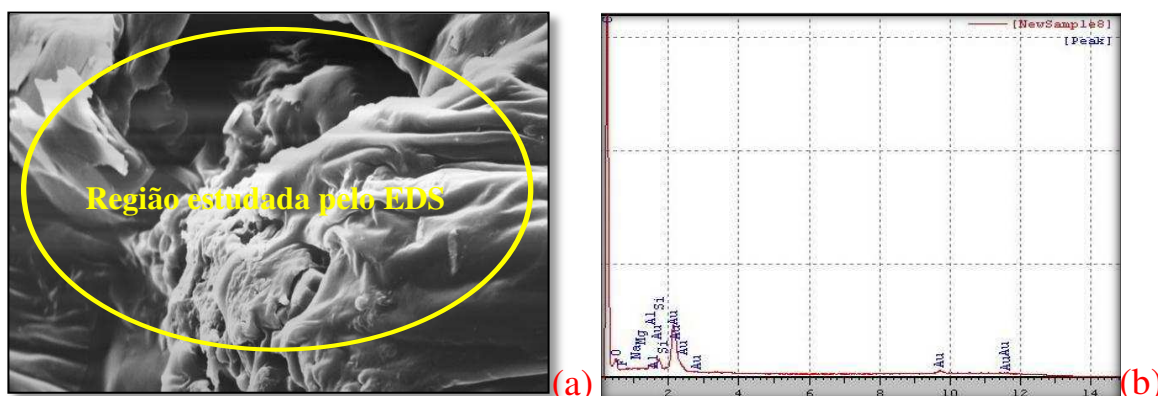 Região estudada pelo EDS
(a)
[NewSample8]
[Peak]
O
F
Na
Mg
Al
Al
Si
Au
Si
Au
Au
Au
Au
Au
Au
Au
2
4
6
8
10
12
14
(b)